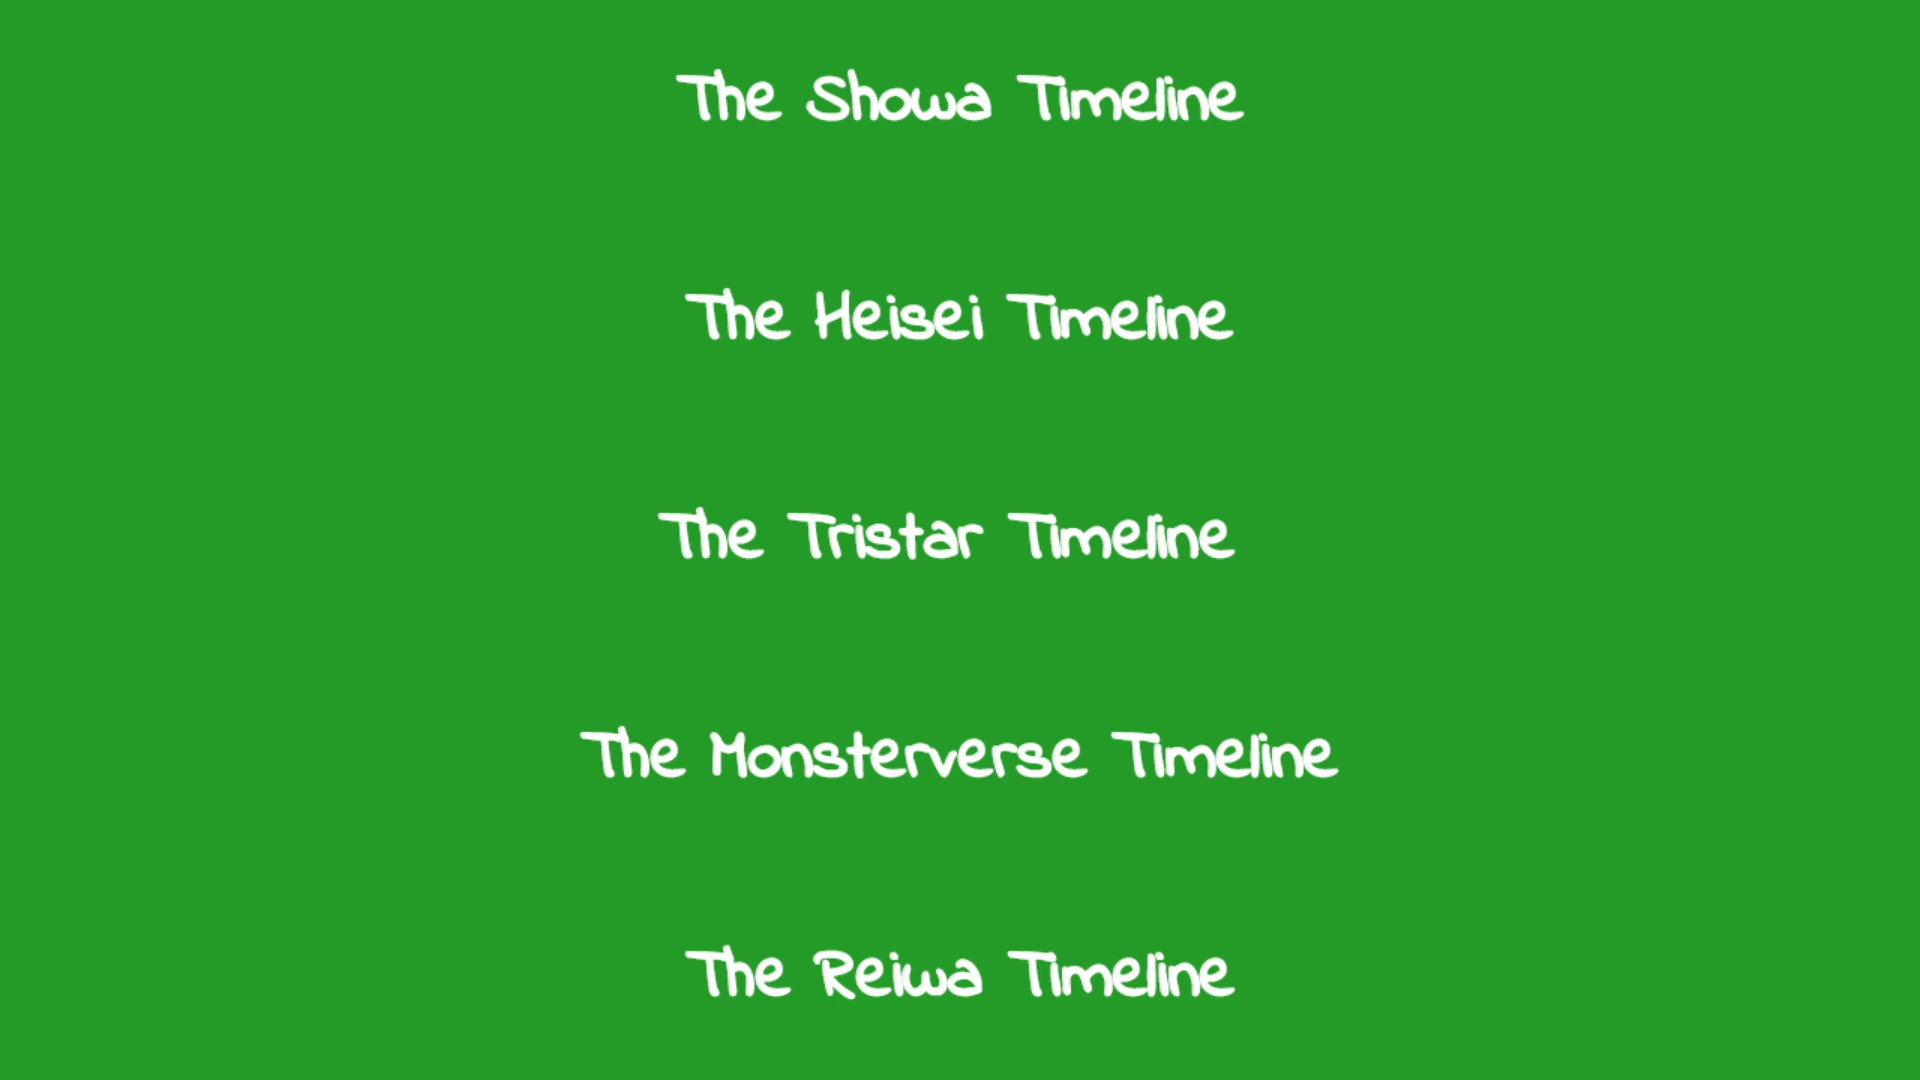 The Showa Timeline
The Heisei Timeline
The Tristar Timeline
The Monsterverse Timeline
The Reiwa Timeline